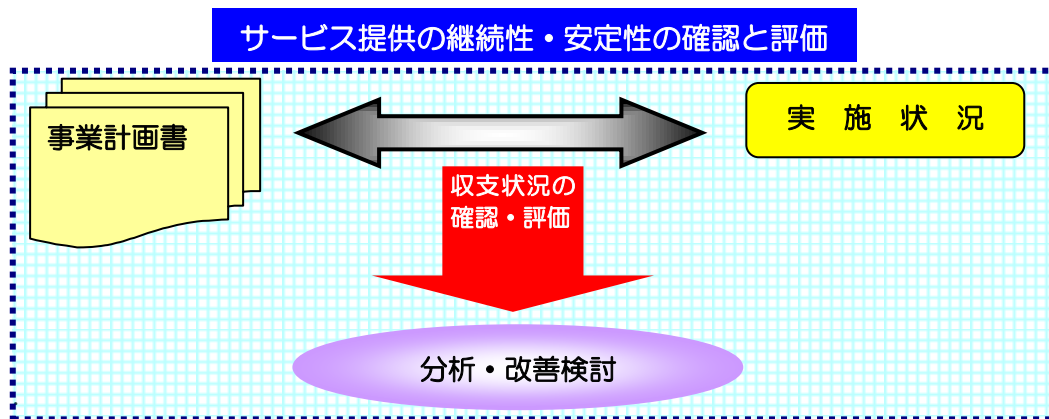 サービス提供の継続性・安定性の確認と評価
事業計画書
実　施　状　況
収支状況の
確認・評価
分析・改善検討